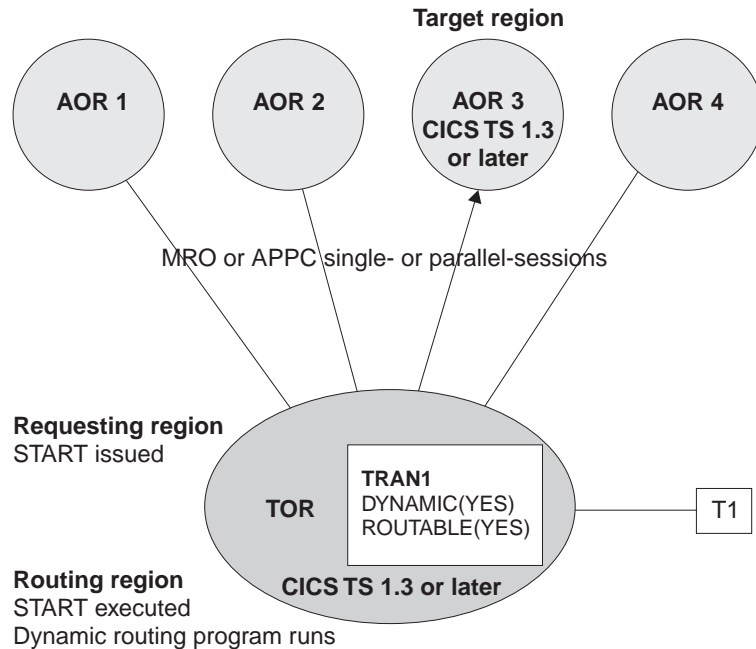 Target region
AOR 1
AOR 2
AOR 3
CICS TS 1.3
or later
AOR 4
MRO or APPC single- or parallel-sessions
Requesting region
START issued
TOR
TRAN1
DYNAMIC(YES)
ROUTABLE(YES)
T1
CICS TS 1.3 or later
Routing region
START executed
Dynamic routing program runs